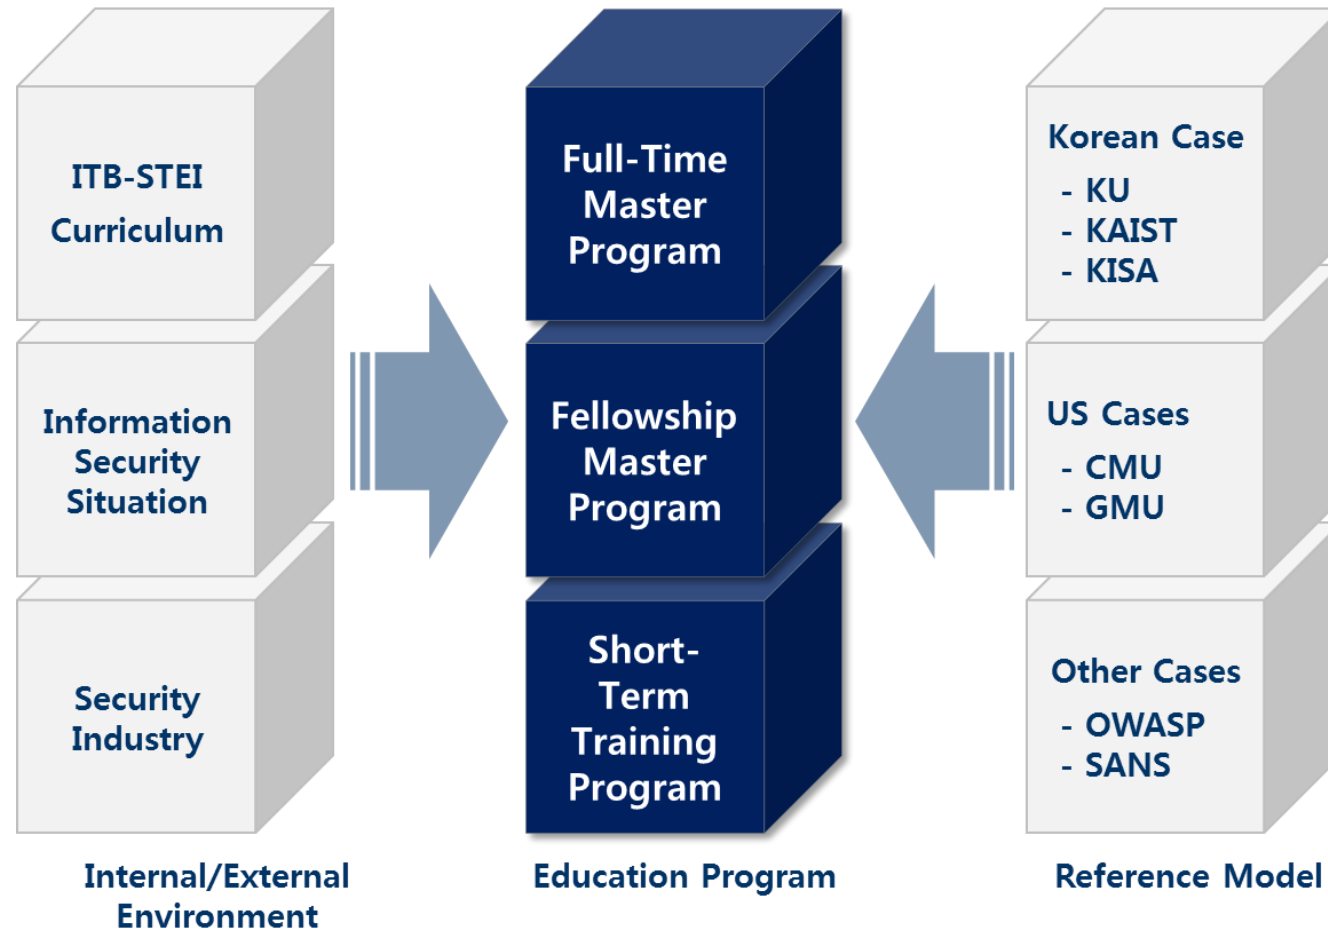 ITB-STEI
Curriculum
Information
Security
Situation
Security
Industry
Internal/External
Environment
Full-Time
Master
Program
Fellowship
Master
Program
Short-
Term
Training
Program
Education Program
Korean Case
- KU
- KAIST
- KISA
US Cases
- CMU
- GMU
Other Cases
- OWASP
- SANS
Reference Model